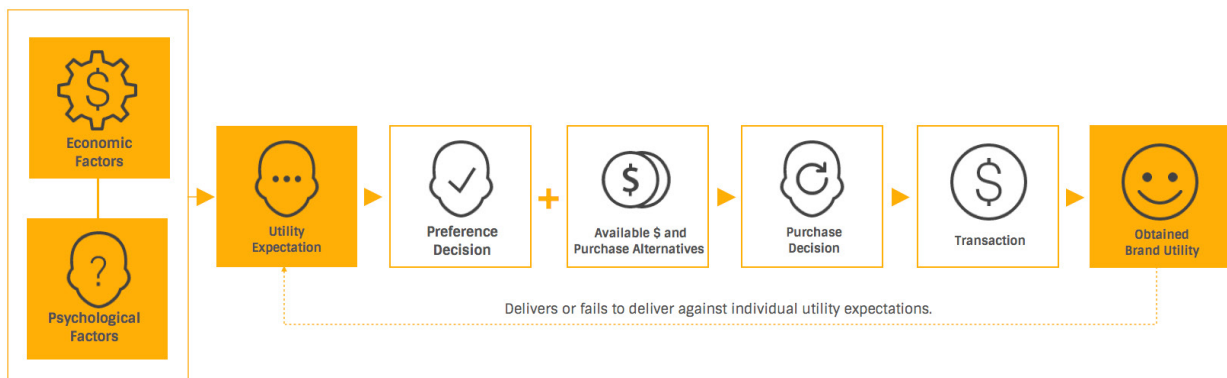 $
Economic
Factors
?
Psychological
Factors
Utility
Expectation
Preference
Decision
+
$
Available $ and
Purchase Alternatives
Purchase
Decision
$
Transaction
Obtained
Brand Utility
Delivers or fails to deliver against individual utility expectations.